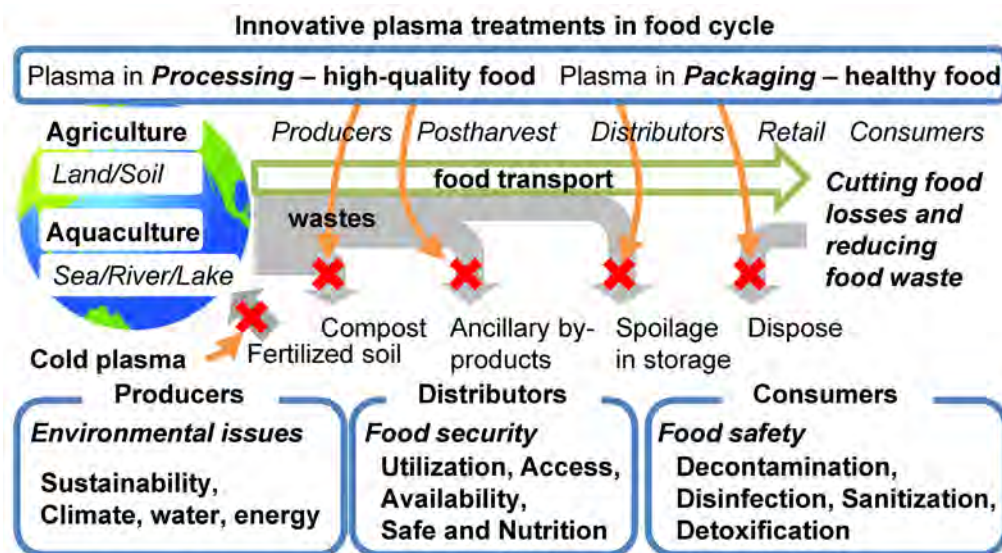 Innovative plasma treatments in food cycle
Plasma in Processing – high-quality food Plasma in Packaging – healthy food
Agriculture
Land/Soil
Aquaculture
Sea/River/Lake
Producers Postharvest Distributors Retail Consumers
food transport
wastes
Cutting food
losses and
reducing
food waste
Cold plasma
Fertilized soil
Compost
Ancillary by-
products
Spoilage
in storage
Dispose
Producers
Environmental issues
Sustainability,
Climate, water, energy
Distributors
Food security
Utilization, Access,
Availability,
Safe and Nutrition
Consumers
Food safety
Decontamination,
Disinfection, Sanitization,
Detoxification